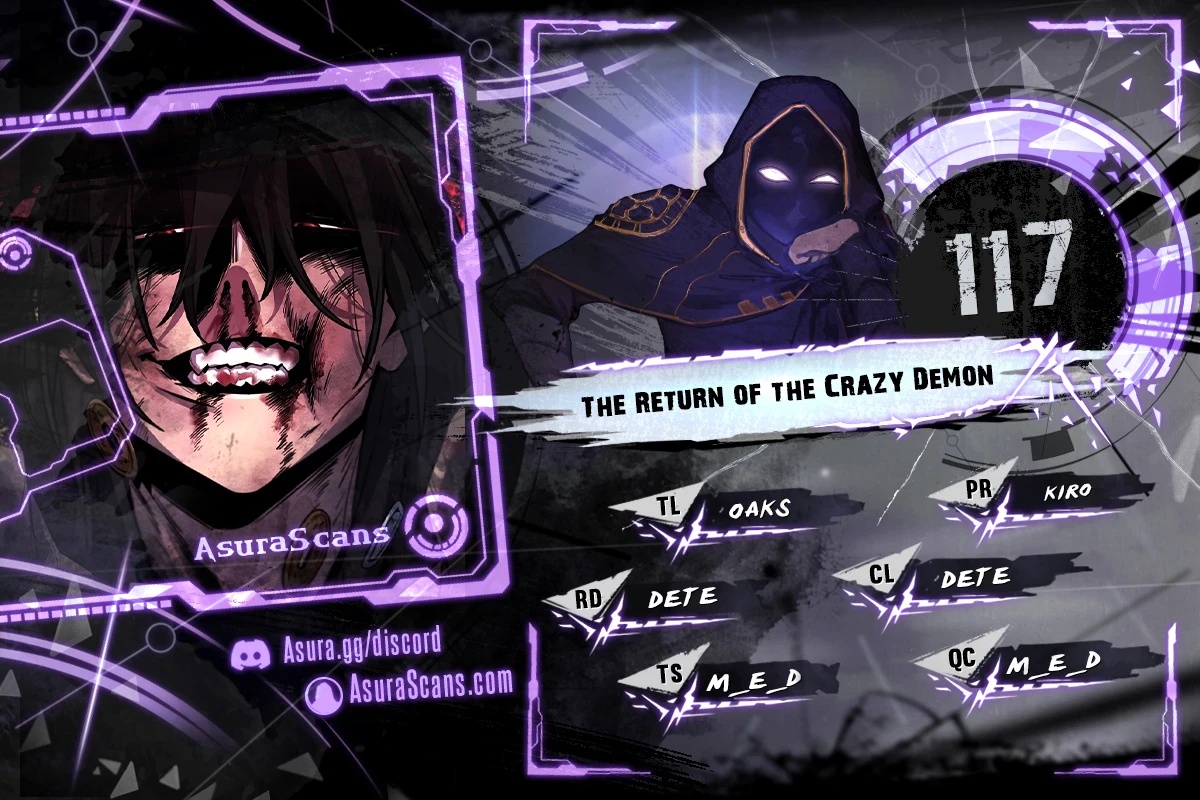 117
THE RETURN OF THE CRAZY DEMON
TL OAKS
PR KIRO
RD DETE
CL DETE
TS M_E_D
QC M_E_D
AsuraScans
Asura.gg/discord
AsuraScans.com